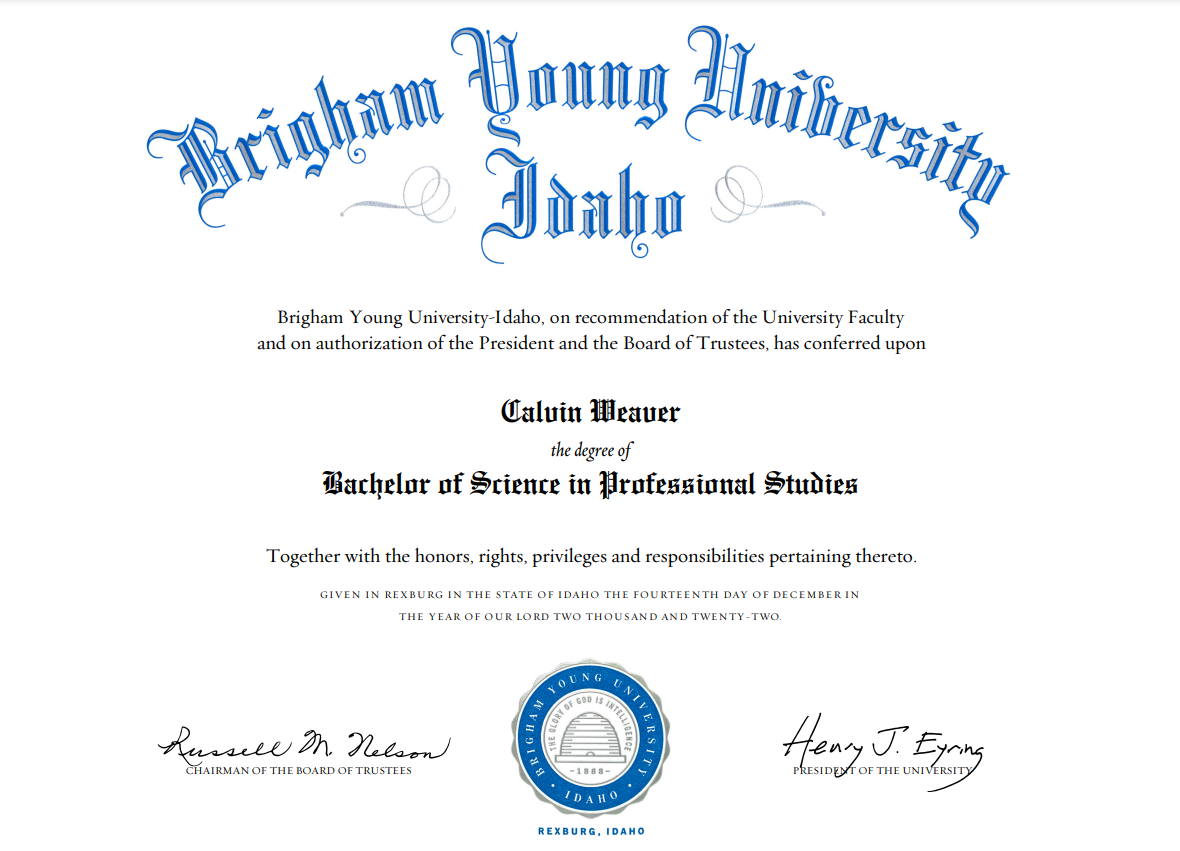 Brigham Young University
Idaho
Brigham Young University-Idaho, on recommendation of the University Faculty
and on authorization of the President and the Board of Trustees, has conferred upon
Calvin Weaver
the degree of
Bachelor of Science in Professional Studies
Together with the honors, rights, privileges and responsibilities pertaining thereto.
GIVEN IN REXBURG IN THE STATE OF IDAHO THE FOURTEENTH DAY OF DECEMBER IN
THE YEAR OF OUR LORD TWO THOUSAND AND TWENTY-TWO.
Russell M. Nelson
CHAIRMAN OF THE BOARD OF TRUSTEES
BRIGHAM YOUNG UNIVERSITY
• IDAHO •
THE GLORY OF GOD IS INTELLIGENCE
-1888-
REXBURG, IDAHO
Henry J. Eyring
PRESIDENT OF THE UNIVERSITY